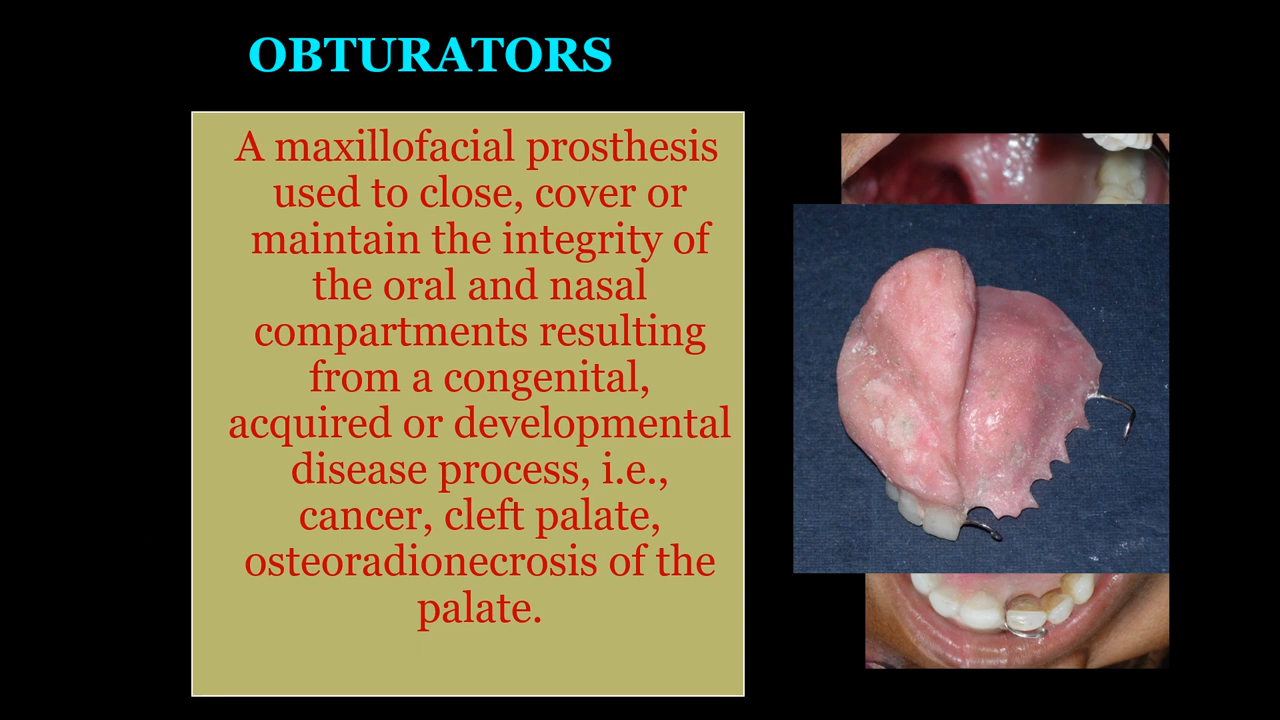 OBTURATORS
A maxillofacial prosthesis
used to close, cover or
maintain the integrity of
the oral and nasal
compartments resulting
from a congenital,
acquired or developmental
disease process, i.e.,
cancer, cleft palate,
osteoradionecrosis of the
palate.